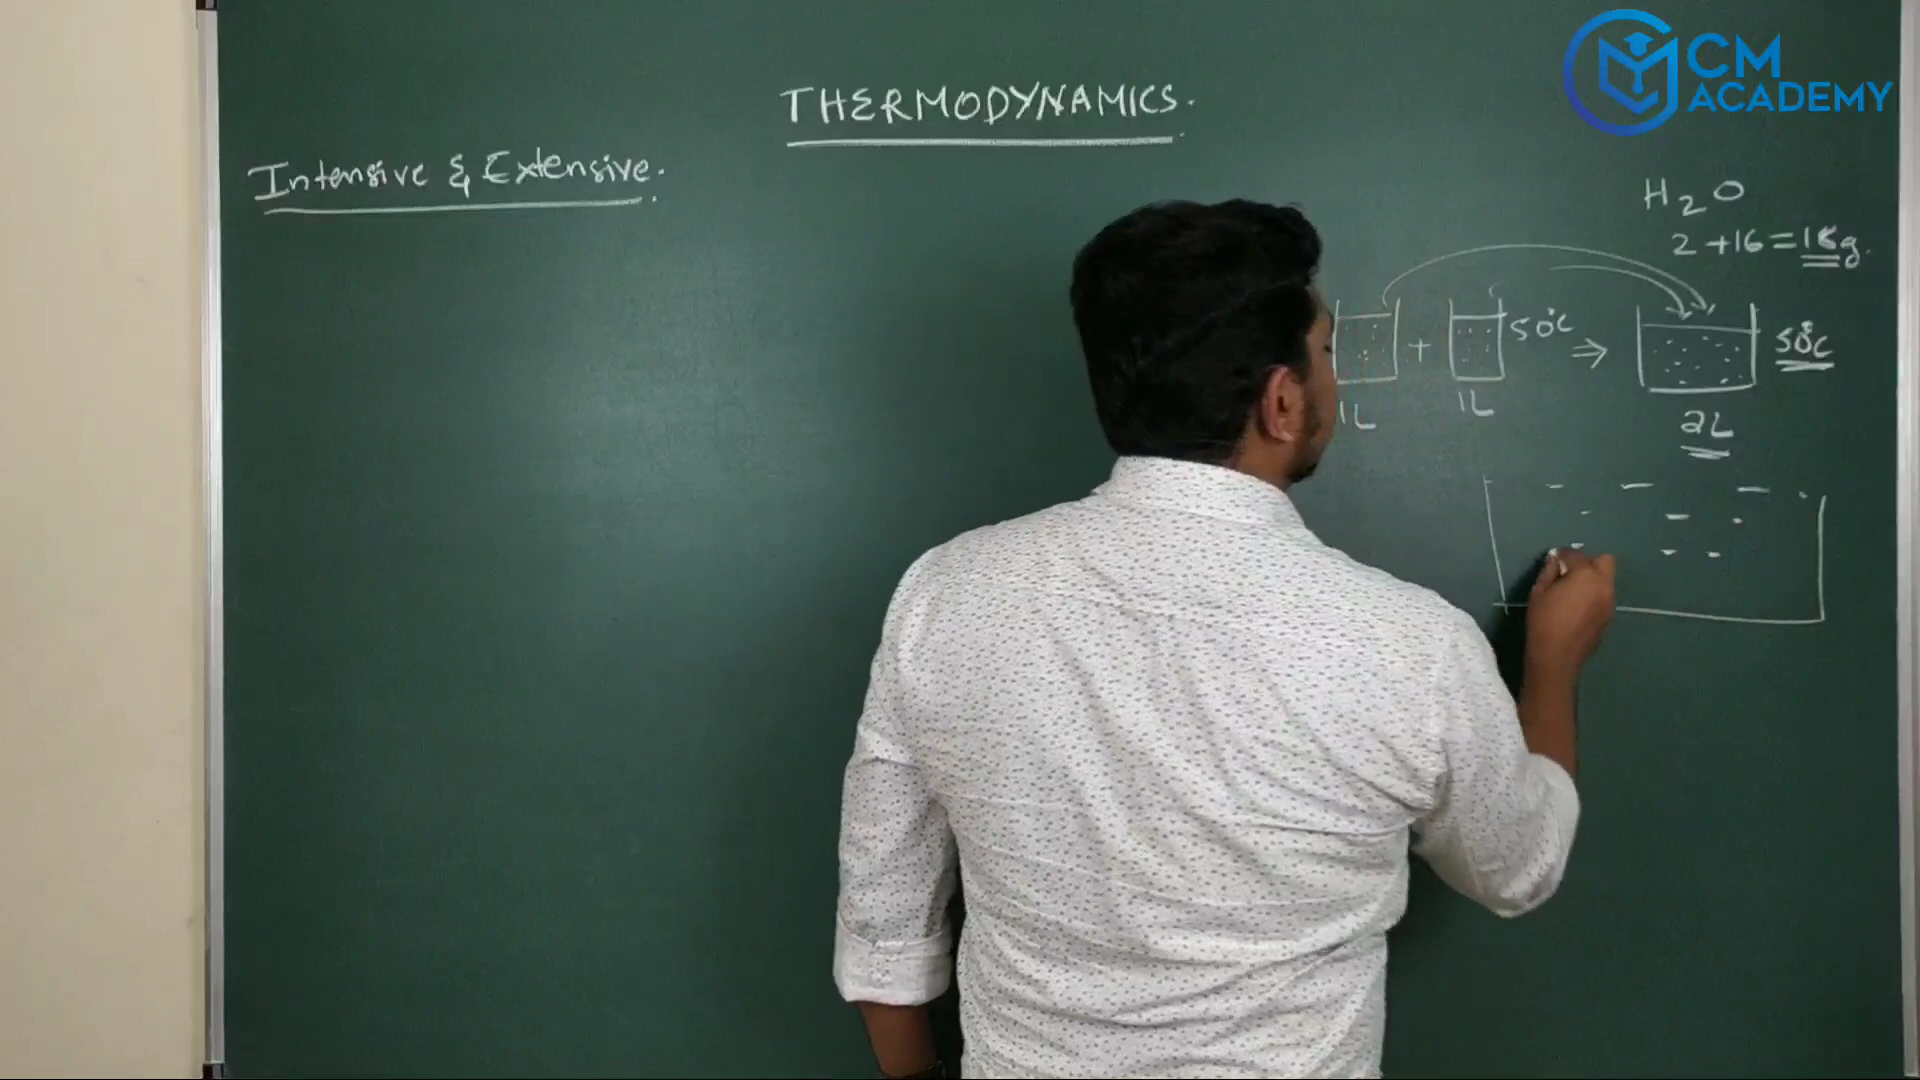 CM
ACADEMY
THERMODYNAMICS.
Intensive & Extensive.
H2O
2 + 16 = 18g.
+ 50°C ⇒ 50°C
1L 1L 2L